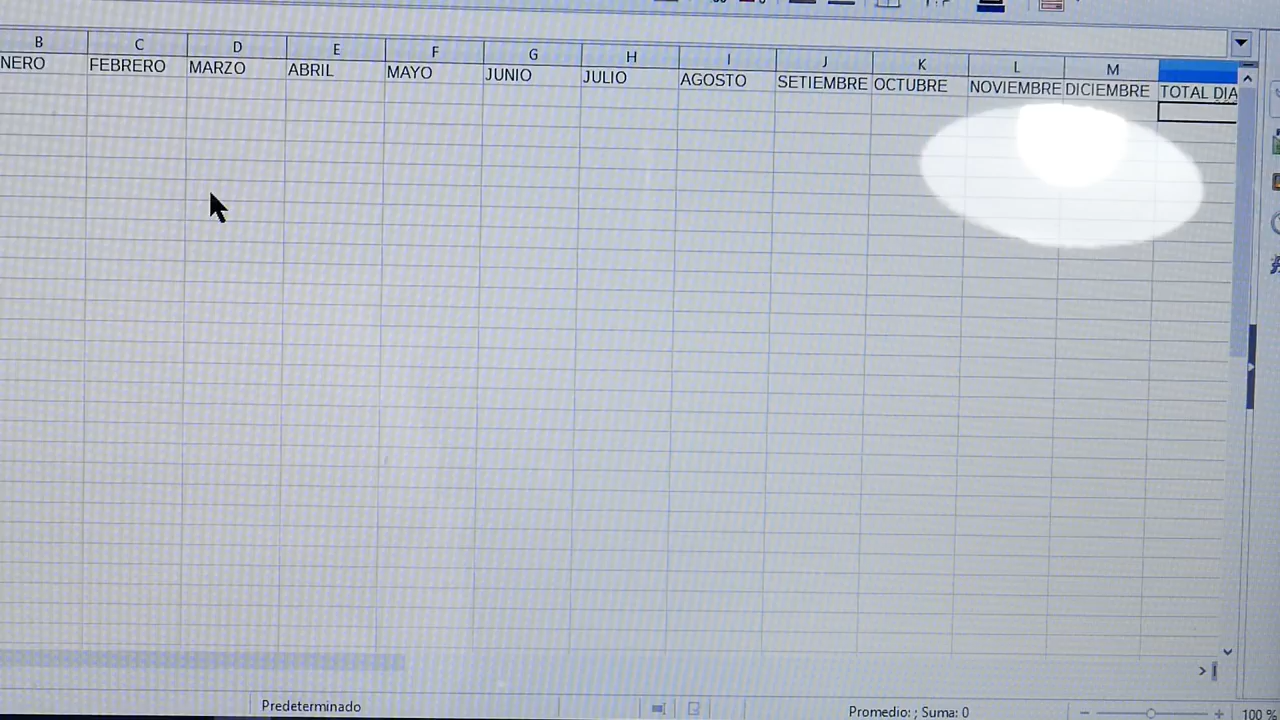 B C D E F G H I J K L M
NERO FEBRERO MARZO ABRIL MAYO JUNIO JULIO AGOSTO SETIEMBRE OCTUBRE NOVIEMBRE DICIEMBRE TOTAL DIA
Predeterminado Promedio: ; Suma: 0 100 %